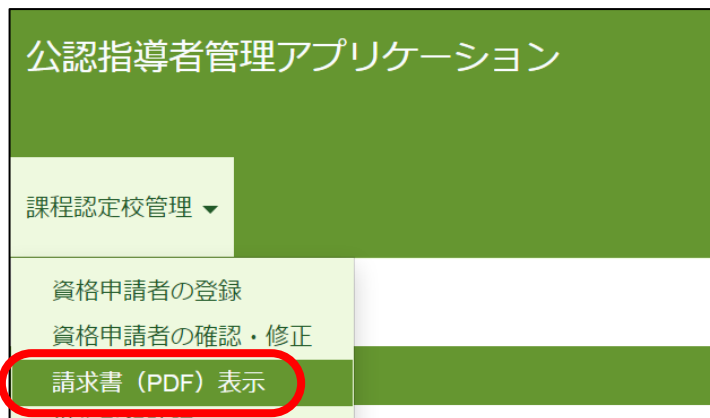 公認指導者管理アプリケーション
課程認定校管理
資格申請者の登録
資格申請者の確認・修正
請求書（PDF）表示